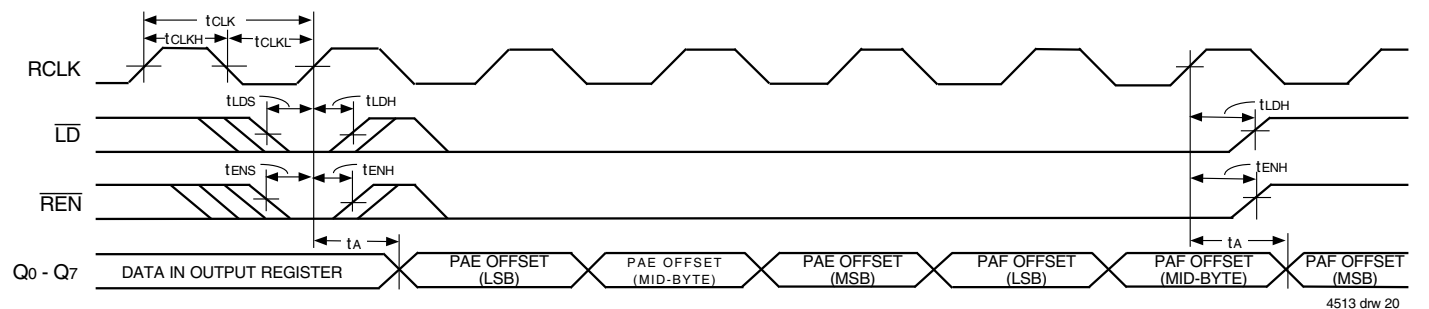 tCLK
tCLKH
tCLKL
RCLK
tLDS
tLDH
tLDH
LD
tENS
tENH
tENH
REN
tA
tA
Q0 - Q7
DATA IN OUTPUT REGISTER
PAE OFFSET
(LSB)
PAE OFFSET
(MID-BYTE)
PAE OFFSET
(MSB)
PAF OFFSET
(LSB)
PAF OFFSET
(MID-BYTE)
PAF OFFSET
(MSB)
4513 drw 20